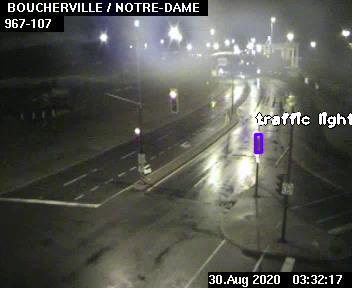 BOUCHERVILLE / NOTRE-DAME
967-107
traffic light
30.Aug 2020 03:32:17